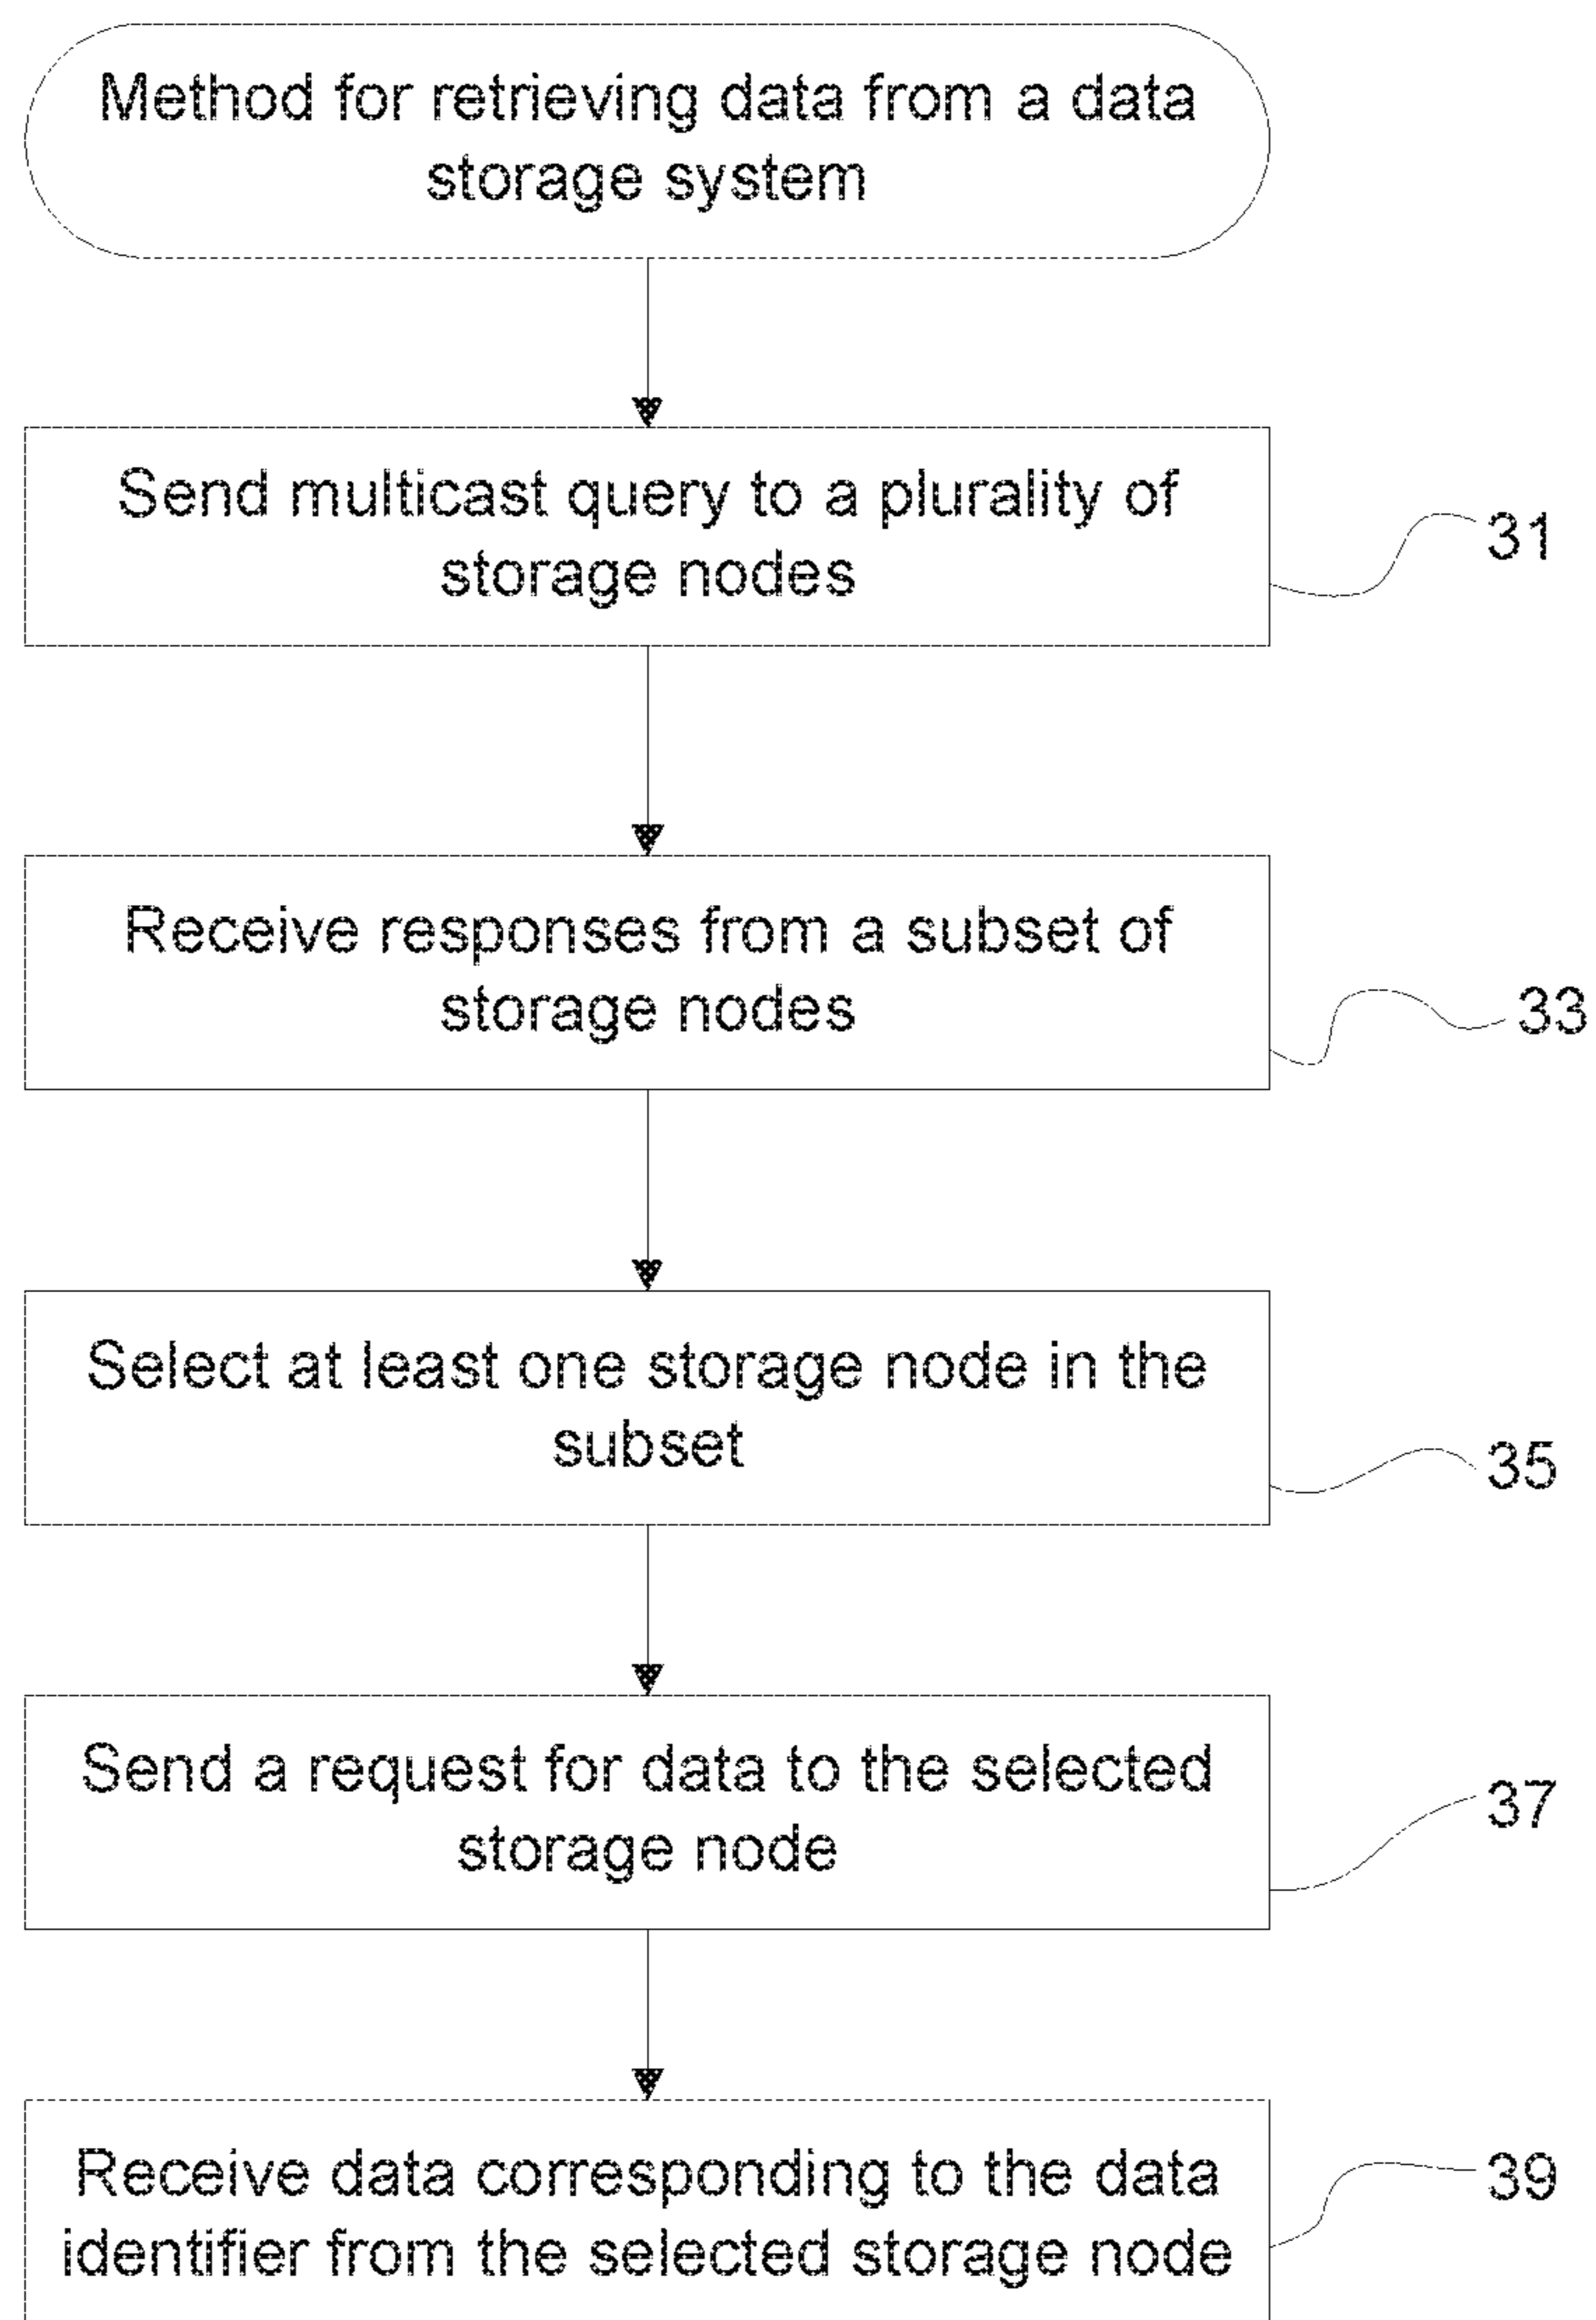 Method for retrieving data from a data
storage system
Send multicast query to a plurality of
storage nodes
31
Receive responses from a subset of
storage nodes
33
Select at least one storage node in the
subset
35
Send a request for data to the selected
storage node
37
Receive data corresponding to the data
identifier from the selected storage node
39